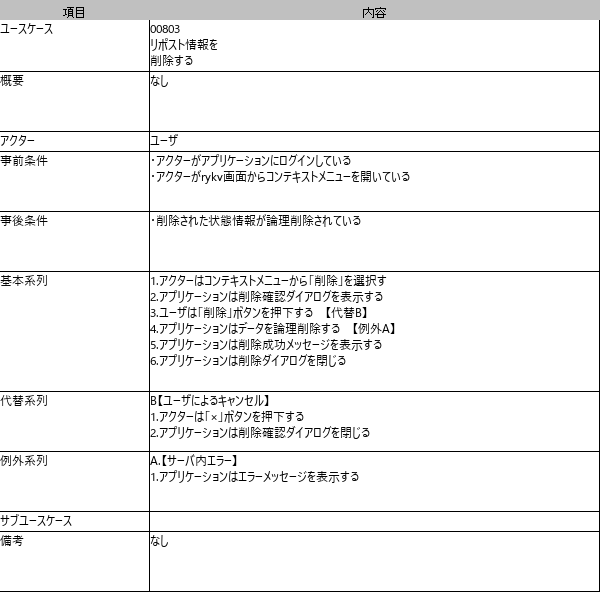 項目
内容
ユースケース
00803
リポスト情報を
削除する
概要
なし
アクター
ユーザ
事前条件
・アクターがアプリケーションにログインしている
・アクターがrykv画面からコンテキストメニューを開いている
事後条件
・削除された状態情報が論理削除されている
基本系列
1.アクターはコンテキストメニューから「削除」を選択す
2.アプリケーションは削除確認ダイアログを表示する
3.ユーザは「削除」ボタンを押下する 【代替B】
4.アプリケーションはデータを論理削除する 【例外A】
5.アプリケーションは削除成功メッセージを表示する
6.アプリケーションは削除ダイアログを閉じる
代替系列
B【ユーザによるキャンセル】
1.アクターは「×」ボタンを押下する
2.アプリケーションは削除確認ダイアログを閉じる
例外系列
A.【サーバ内エラー】
1.アプリケーションはエラーメッセージを表示する
サブユースケース
備考
なし